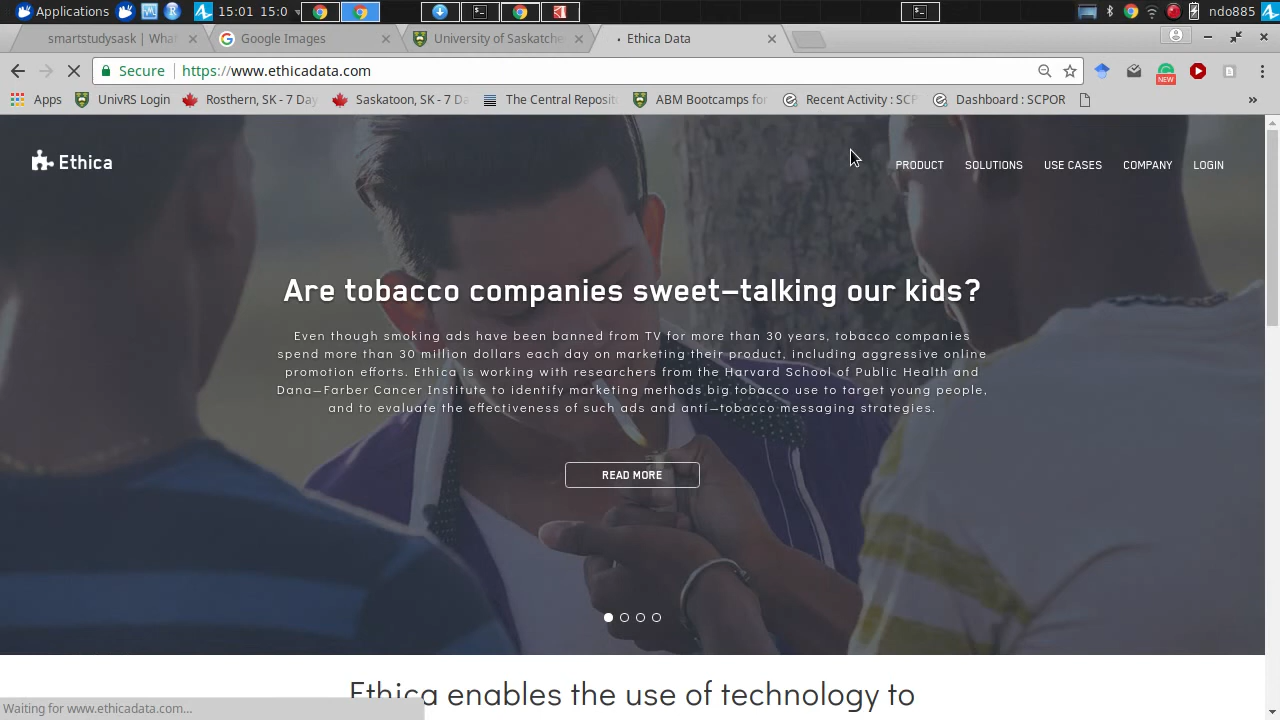 Applications 15:01 15:0 ndo885
smartstudysask | What Google Images University of Saskatche Ethica Data
Secure https://www.ethicadata.com NEW
Apps UnivRS Login Rosthern, SK - 7 Day Saskatoon, SK - 7 Da The Central Reposit ABM Bootcamps for Recent Activity : SCP Dashboard : SCPOR »
Ethica PRODUCT SOLUTIONS USE CASES COMPANY LOGIN
Are tobacco companies sweet–talking our kids?
Even though smoking ads have been banned from TV for more than 30 years, tobacco companies
spend more than 30 million dollars each day on marketing their product, including aggressive online
promotion efforts. Ethica is working with researchers from the Harvard School of Public Health and
Dana–Farber Cancer Institute to identify marketing methods big tobacco use to target young people,
and to evaluate the effectiveness of such ads and anti–tobacco messaging strategies.
READ MORE
Ethica enables the use of technology to
Waiting for www.ethicadata.com...